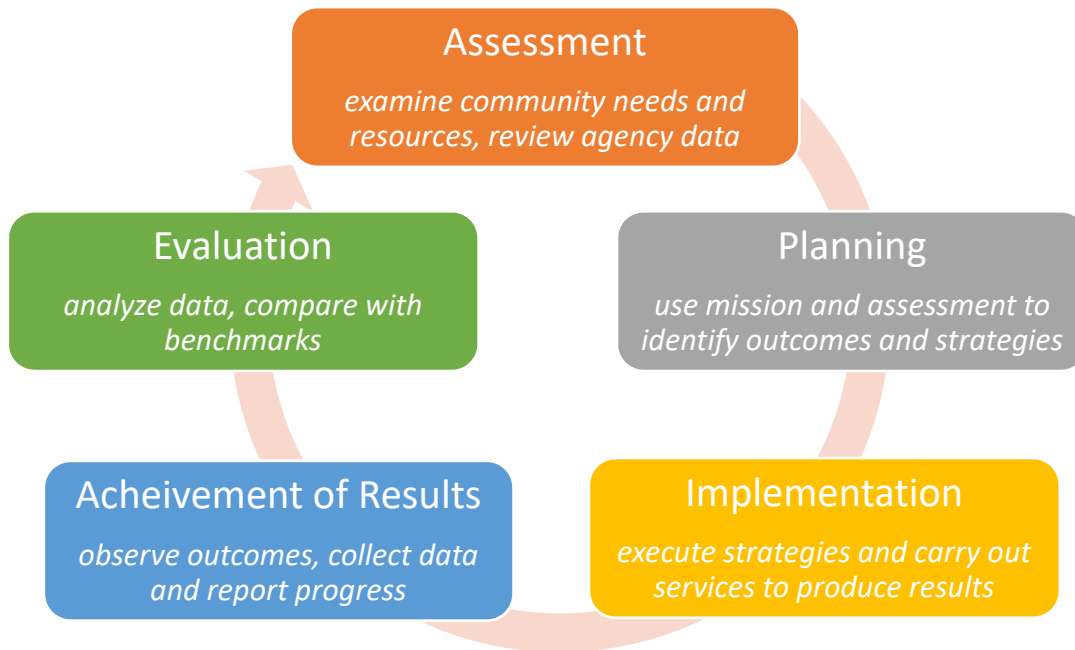 Assessment
examine community needs and
resources, review agency data
Planning
use mission and assessment to
identify outcomes and strategies
Implementation
execute strategies and carry out
services to produce results
Acheivement of Results
observe outcomes, collect data
and report progress
Evaluation
analyze data, compare with
benchmarks